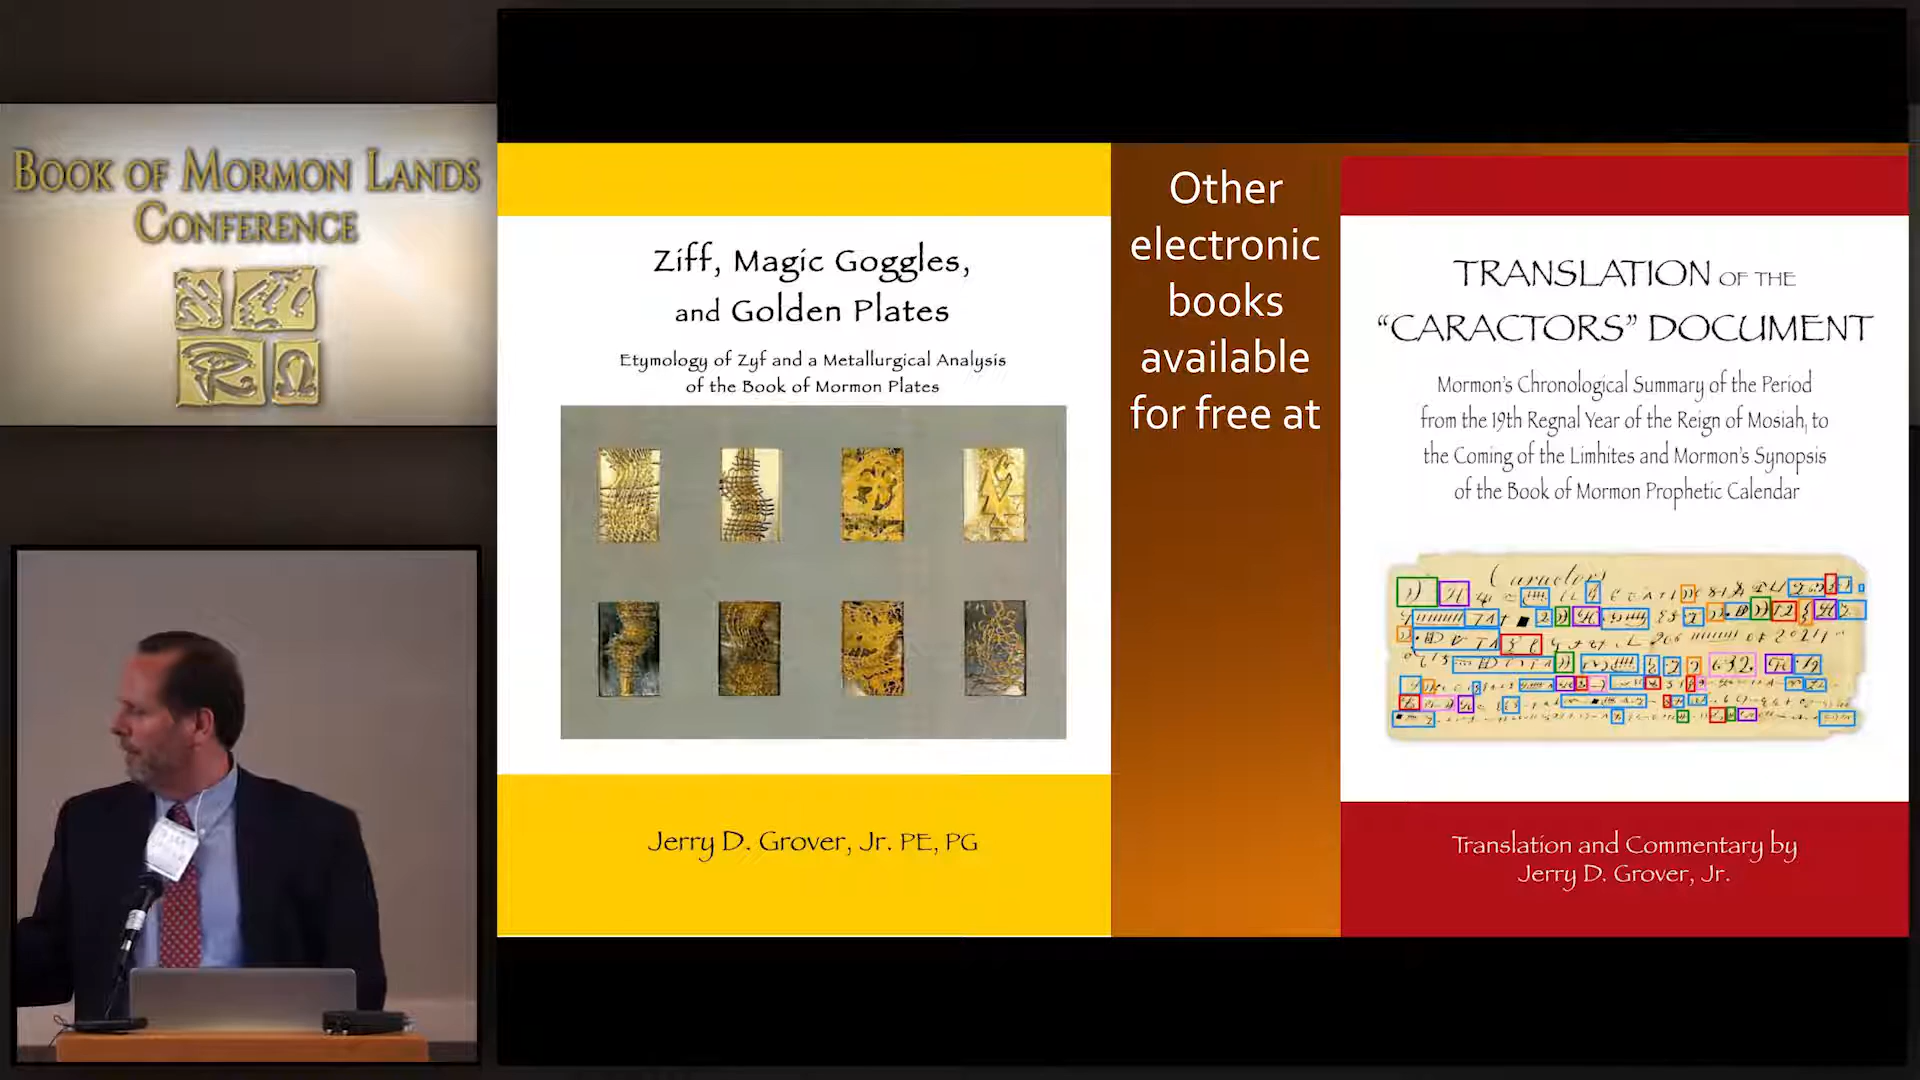 BOOK OF MORMON LANDS
CONFERENCE
Ziff, Magic Goggles,
and Golden Plates
Etymology of Zyf and a Metallurgical Analysis
of the Book of Mormon Plates
Jerry D. Grover, Jr. PE, PG
Other
electronic
books
available
for free at
TRANSLATION OF THE
“CARACTORS” DOCUMENT
Mormon's Chronological Summary of the Period
from the 19th Regnal Year of the Reign of Mosiah, to
the Coming of the Limhites and Mormon's Synopsis
of the Book of Mormon Prophetic Calendar
Caractors
Translation and Commentary by
Jerry D. Grover, Jr.